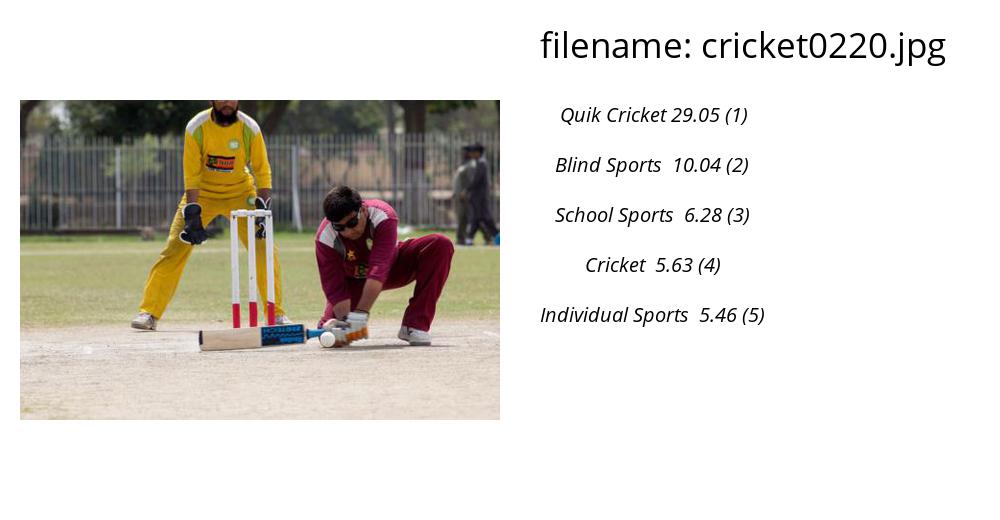 filename: cricket0220.jpg
Quik Cricket 29.05 (1)
Blind Sports 10.04 (2)
School Sports 6.28 (3)
Cricket 5.63 (4)
Individual Sports 5.46 (5)